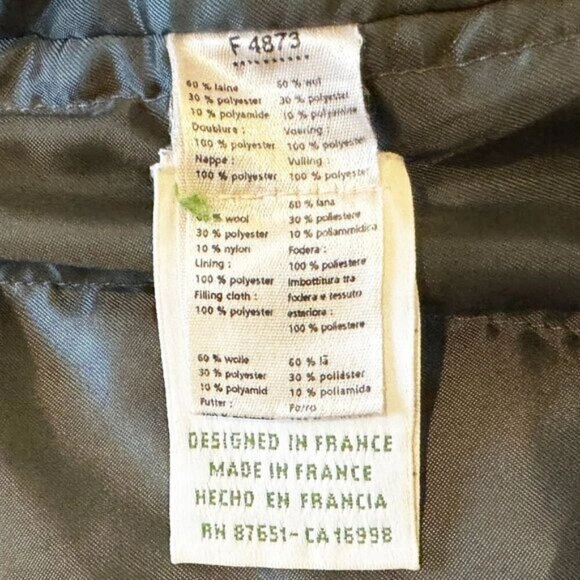 F 4873
60 % laine 60 % wol
30 % polyester 30 % polyester
10 % polyamide 10 % polyamine
Doublure : Voering :
100 % polyester 100 % polyester
Nappe : Vulling :
100 % polyester 100 % polyester
60 % wool 60 % lana
30 % polyester 30 % poliestere
10 % nylon 10 % poliammidica
Lining : Fodera :
100 % polyester 100 % poliestere
Filling cloth : Imbottitura tra
100 % polyester fodera e tessuto
esteriore :
100 % poliestere
60 % wolle 60 % lã
30 % polyester 30 % poliáster
10 % polyamid 10 % poliamida
Futter : Forro :
DESIGNED IN FRANCE
MADE IN FRANCE
HECHO EN FRANCIA
RN 87651-CA16998